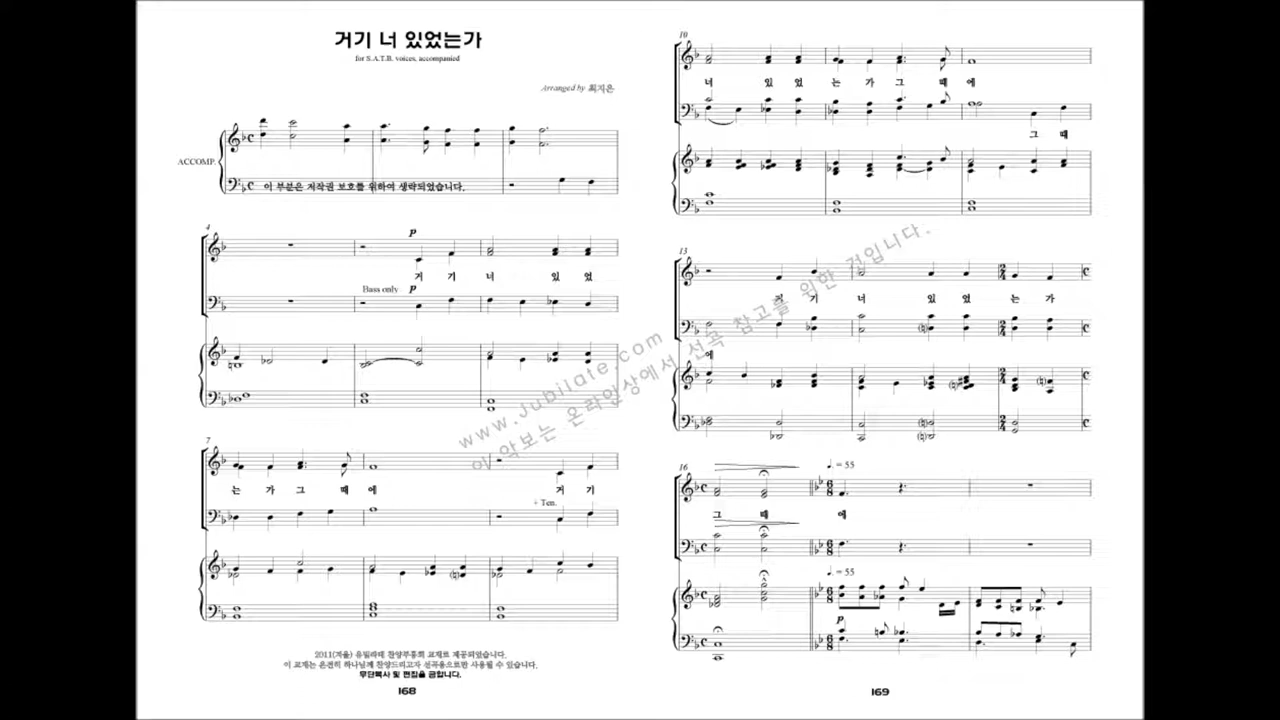 거기 너 있었는가
for S.A.T.B. voices, accompanied
Arranged by 최지은
ACCOMP.
이 부분은 저작권 보호를 위하여 생략되었습니다.
4
p
거 기 너 있 었
Bass only p
7
는 가 그 때 에 거 기
+ Ten.
2011(겨울) 유빌라테 찬양부흥회 교재로 제공되었습니다.
이 교재는 온전히 하나님께 찬양드리고자 선곡용으로만 사용될 수 있습니다.
무단복사 및 편집을 금합니다.
168
10
너 있 었 는 가 그 때 에
그 때
13
거 기 너 있 었 는 가
에
16
♩. = 55
그 때 에
♩. = 55
p
169
www.Jubilate.com
이 악보는 온라인상에서 선곡 참고를 위한 것입니다.